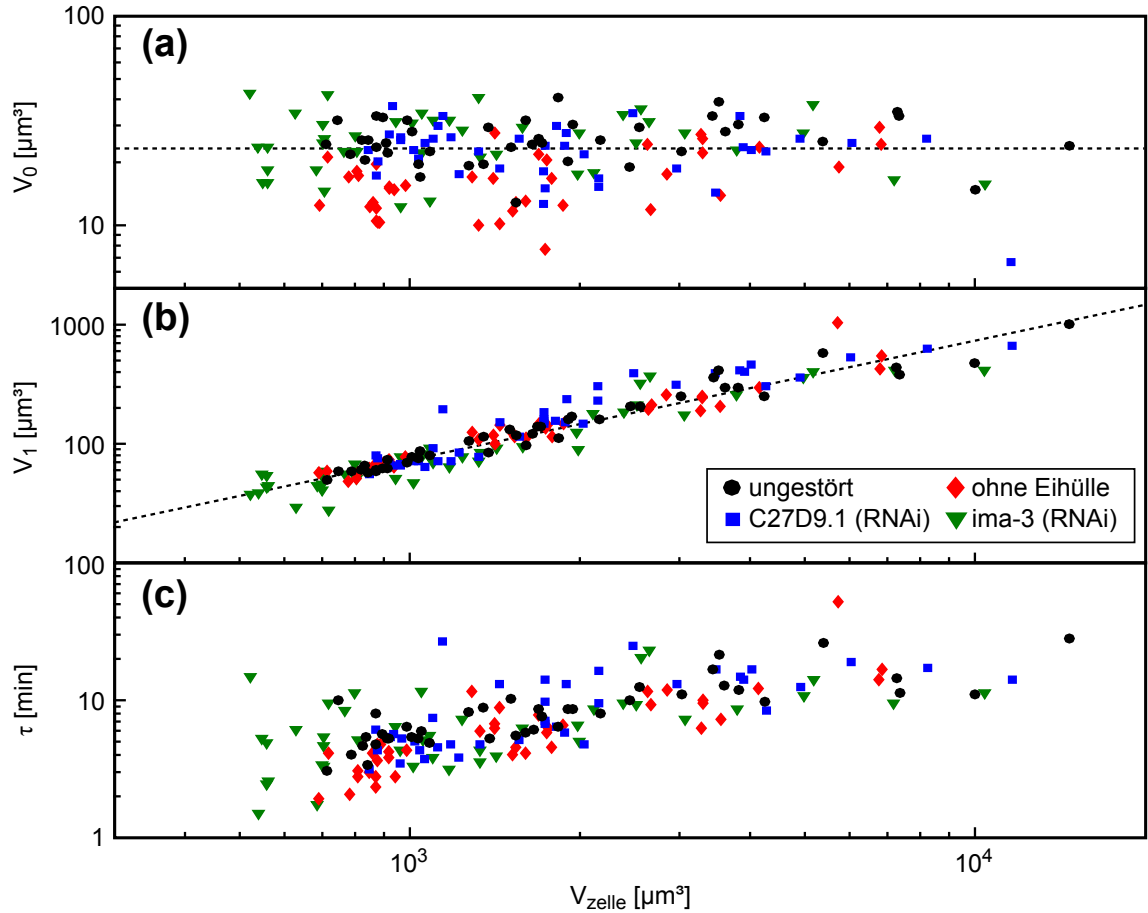 (a)
V₀ [µm³]
100
10
(b)
V₁ [µm³]
1000
100
100
ungestört
ohne Eihülle
C27D9.1 (RNAi)
ima-3 (RNAi)
(c)
τ [min]
10
1
10³
10⁴
Vzelle [µm³]